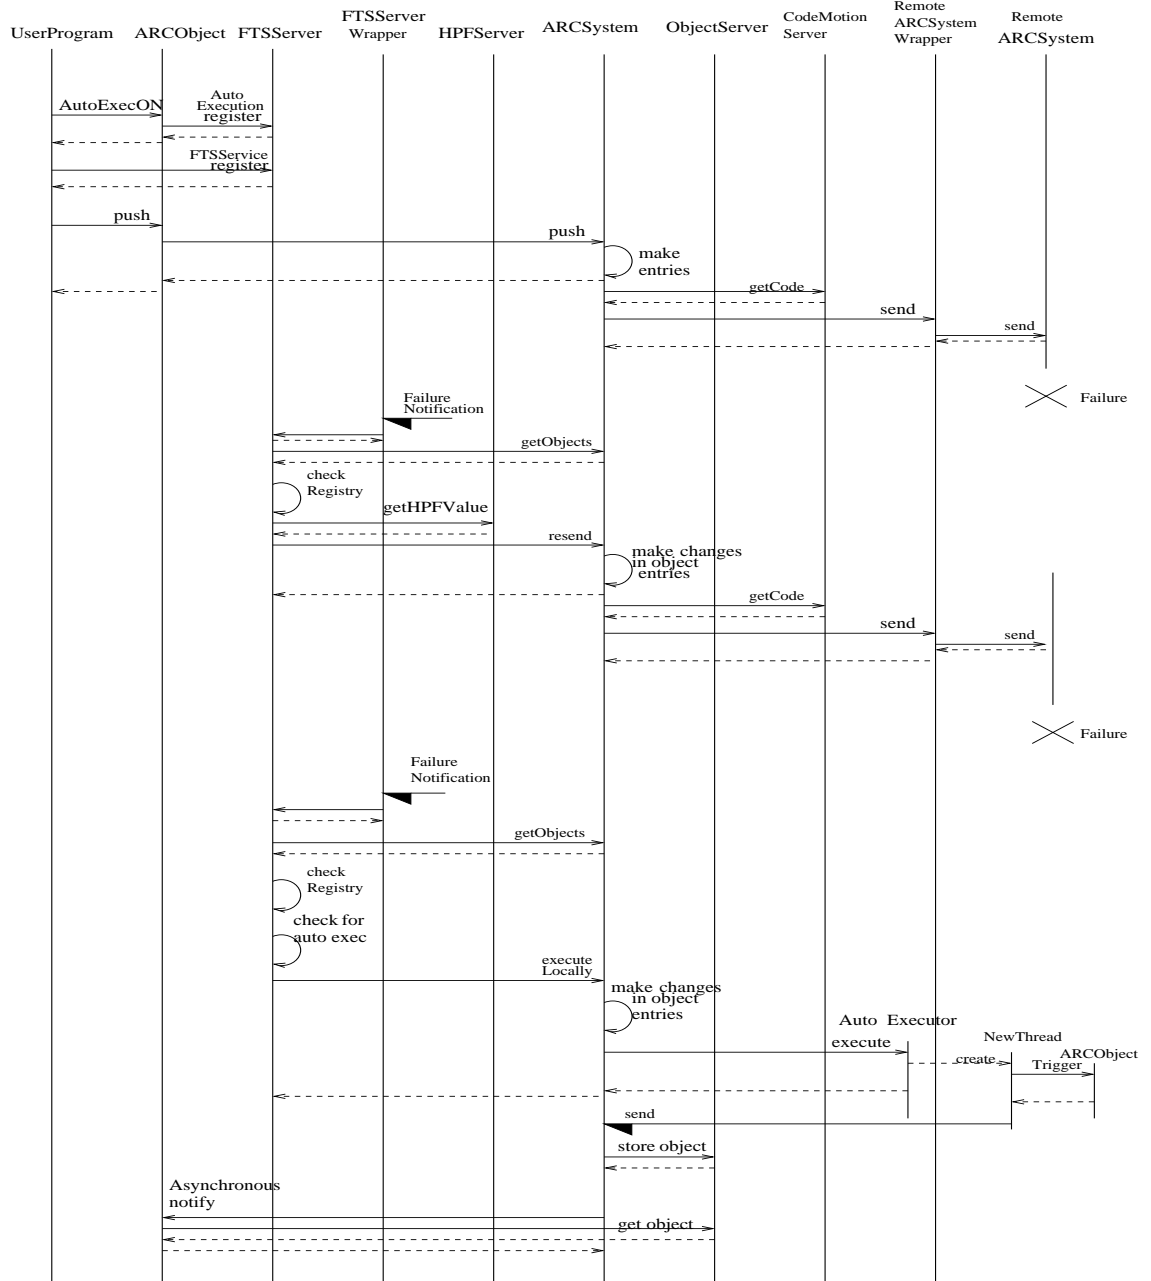 UserProgram
ARCObject
FTSServer
FTSServer
Wrapper
HPFServer
ARCSystem
ObjectServer
CodeMotion
Server
Remote
ARCSystem
Wrapper
Remote
ARCSystem
AutoExecON
Auto
Execution
register
FTSService
register
push
push
make
entries
getCode
send
send
Failure
Failure
Notification
getObjects
check
Registry
getHPFValue
resend
make changes
in object
entries
getCode
send
send
Failure
Failure
Notification
getObjects
check
Registry
check for
auto exec
execute
Locally
make changes
in object
entries
Auto Executor
execute
NewThread
create
ARCObject
Trigger
send
store object
Asynchronous
notify
get object